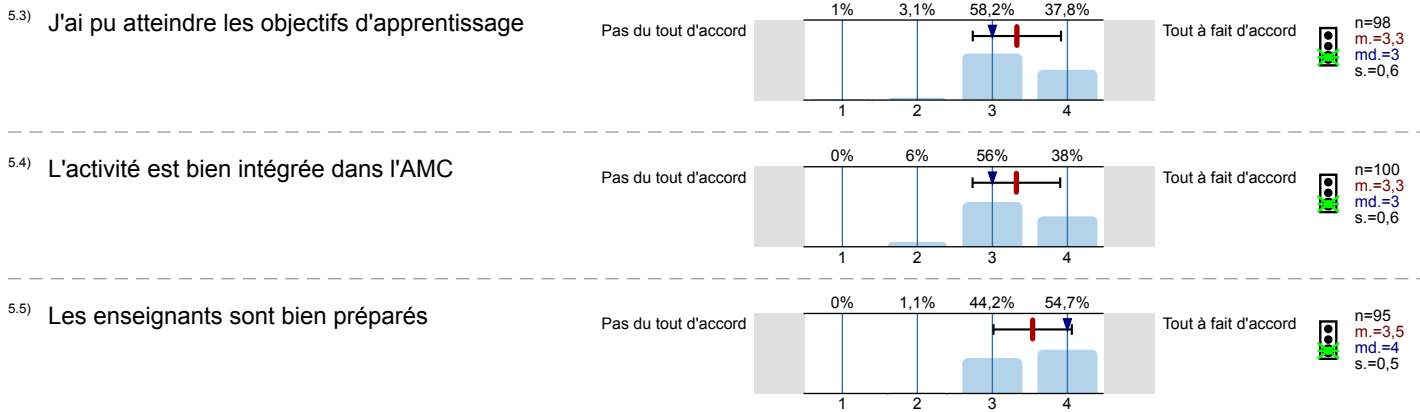 5.3) J'ai pu atteindre les objectifs d'apprentissage
Pas du tout d'accord
1% 3,1% 58,2% 37,8%
1 2 3 4
Tout à fait d'accord
n=98
m.=3,3
md.=3
s.=0,6
5.4) L'activité est bien intégrée dans l'AMC
Pas du tout d'accord
0% 6% 56% 38%
1 2 3 4
Tout à fait d'accord
n=100
m.=3,3
md.=3
s.=0,6
5.5) Les enseignants sont bien préparés
Pas du tout d'accord
0% 1,1% 44,2% 54,7%
1 2 3 4
Tout à fait d'accord
n=95
m.=3,5
md.=4
s.=0,5